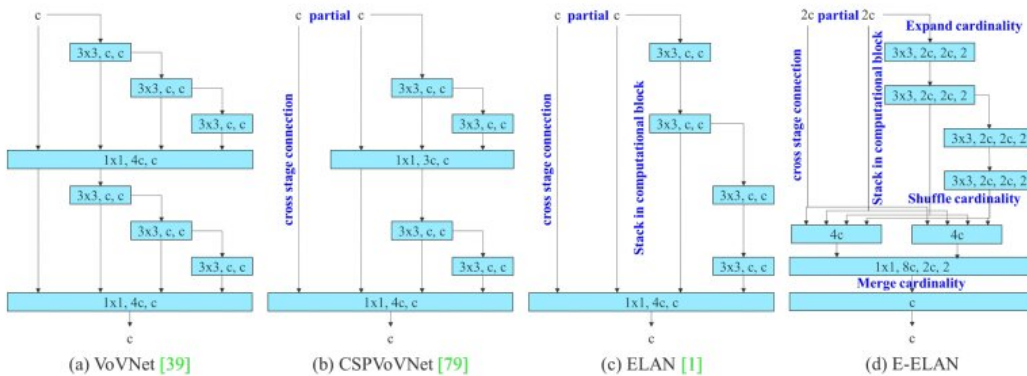 c
3x3, c, c
3x3, c, c
3x3, c, c
1x1, 4c, c
3x3, c, c
3x3, c, c
3x3, c, c
1x1, 4c, c
c
(a) VoVNet [39]
c partial c
cross stage connection
3x3, c, c
3x3, c, c
1x1, 3c, c
3x3, c, c
3x3, c, c
1x1, 4c, c
c
(b) CSPVoVNet [79]
c partial c
cross stage connection
Stack in computational block
3x3, c, c
3x3, c, c
3x3, c, c
3x3, c, c
1x1, 4c, c
c
(c) ELAN [1]
2c partial 2c
Expand cardinality
cross stage connection
Stack in computational block
3x3, 2c, 2c, 2
3x3, 2c, 2c, 2
3x3, 2c, 2c, 2
3x3, 2c, 2c, 2
Shuffle cardinality
4c 4c
1x1, 8c, 2c, 2
Merge cardinality
c
c
(d) E-ELAN